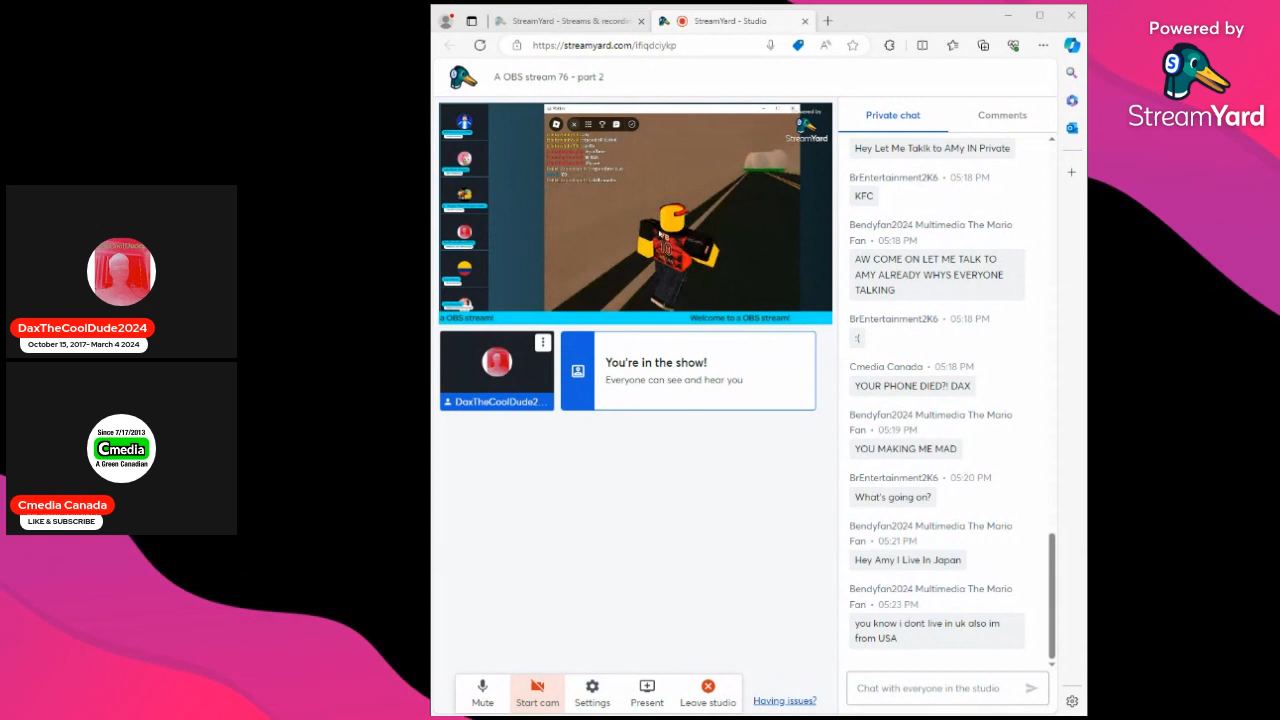 Powered by
StreamYard
DaxTheCoolDude2024
October 15, 2017- March 4 2024
Since 7/17/2013
Cmedia
A Green Canadian
Cmedia Canada
LIKE & SUBSCRIBE
StreamYard - Streams & recordin
StreamYard - Studio
https://streamyard.com/ifiqdciykp
A OBS stream 76 - part 2
StreamYard
a OBS stream!
Welcome to a OBS stream!
DaxTheCoolDude2...
You're in the show!
Everyone can see and hear you
Private chat
Comments
Hey Let Me Taklk to AMy IN Private
BrEntertainment2K6 • 05:18 PM
KFC
Bendyfan2024 Multimedia The Mario
Fan • 05:18 PM
AW COME ON LET ME TALK TO
AMY ALREADY WHYS EVERYONE
TALKING
BrEntertainment2K6 • 05:18 PM
:(
Cmedia Canada • 05:18 PM
YOUR PHONE DIED?! DAX
Bendyfan2024 Multimedia The Mario
Fan • 05:19 PM
YOU MAKING ME MAD
BrEntertainment2K6 • 05:20 PM
What's going on?
Bendyfan2024 Multimedia The Mario
Fan • 05:21 PM
Hey Amy I Live In Japan
Bendyfan2024 Multimedia The Mario
Fan • 05:23 PM
you know i dont live in uk also im
from USA
Chat with everyone in the studio
Mute
Start cam
Settings
Present
Leave studio
Having issues?